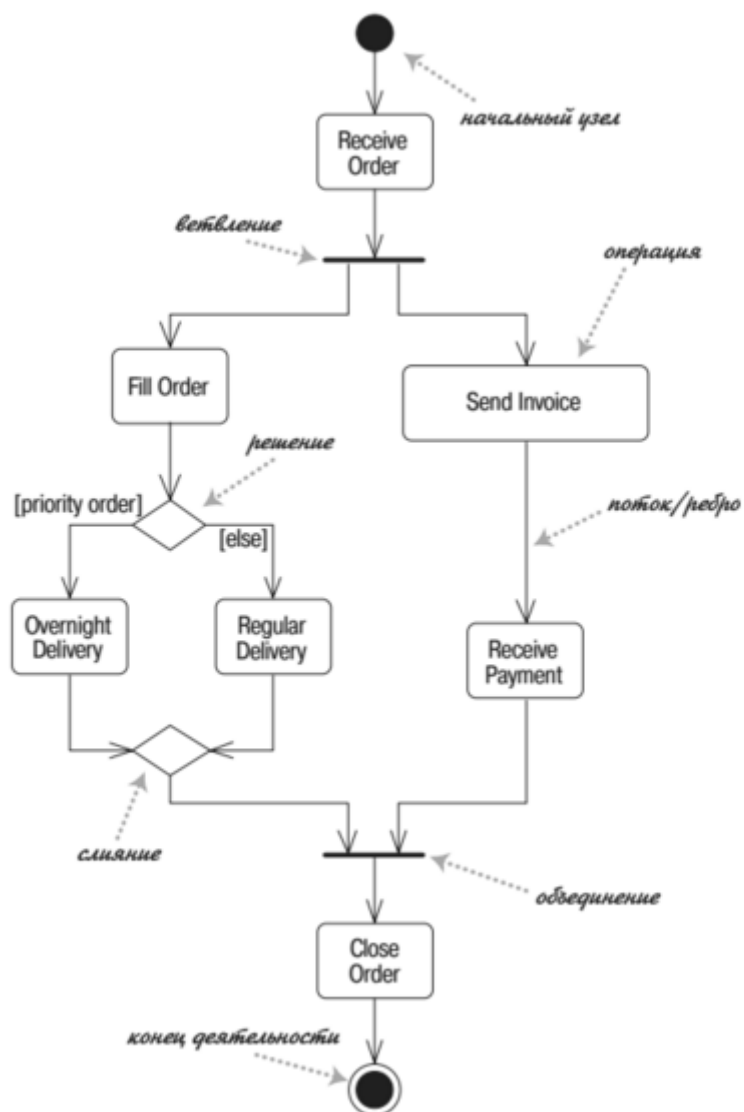 начальный узел
Receive
Order
ветвление
операция
Fill Order
Send Invoice
решение
[priority order]
[else]
поток/ребро
Overnight
Delivery
Regular
Delivery
Receive
Payment
слияние
объединение
Close
Order
конец деятельности